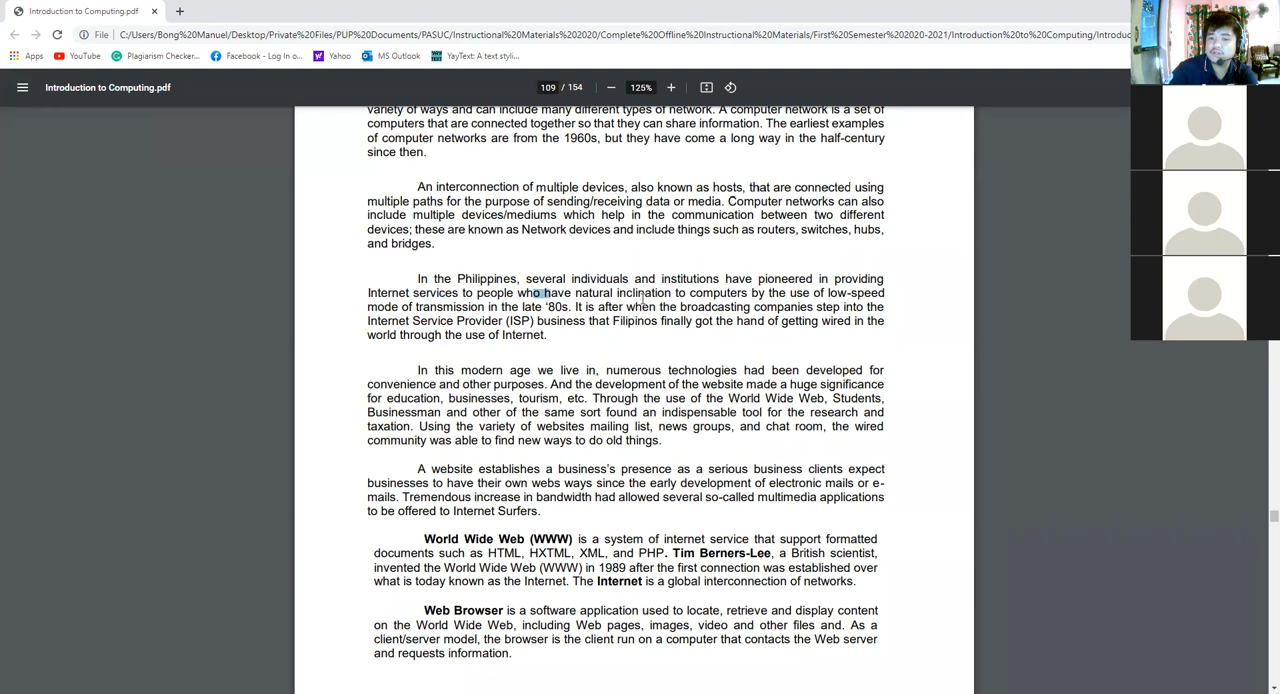 Introduction to Computing.pdf
File
C:/Users/Bong%20Manuel/Desktop/Private%20Files/PUP%20Documents/PASUC/Instructional%20Materials%202020/Complete%20Offline%20Instructional%20Materials/First%20Semester%202020-2021/Introduction%20to%20Computing/Introduc
Apps
YouTube
Plagiarism Checker...
Facebook - Log In o...
Yahoo
MS Outlook
YayText: A text styli...
Introduction to Computing.pdf
109 / 154
125%
variety of ways and can include many different types of network. A computer network is a set of
computers that are connected together so that they can share information. The earliest examples
of computer networks are from the 1960s, but they have come a long way in the half-century
since then.
An interconnection of multiple devices, also known as hosts, that are connected using
multiple paths for the purpose of sending/receiving data or media. Computer networks can also
include multiple devices/mediums which help in the communication between two different
devices; these are known as Network devices and include things such as routers, switches, hubs,
and bridges.
In the Philippines, several individuals and institutions have pioneered in providing
Internet services to people who have natural inclination to computers by the use of low-speed
mode of transmission in the late ‘80s. It is after when the broadcasting companies step into the
Internet Service Provider (ISP) business that Filipinos finally got the hand of getting wired in the
world through the use of Internet.
In this modern age we live in, numerous technologies had been developed for
convenience and other purposes. And the development of the website made a huge significance
for education, businesses, tourism, etc. Through the use of the World Wide Web, Students,
Businessman and other of the same sort found an indispensable tool for the research and
taxation. Using the variety of websites mailing list, news groups, and chat room, the wired
community was able to find new ways to do old things.
A website establishes a business’s presence as a serious business clients expect
businesses to have their own webs ways since the early development of electronic mails or e-
mails. Tremendous increase in bandwidth had allowed several so-called multimedia applications
to be offered to Internet Surfers.
World Wide Web (WWW) is a system of internet service that support formatted
documents such as HTML, HXTML, XML, and PHP. Tim Berners-Lee, a British scientist,
invented the World Wide Web (WWW) in 1989 after the first connection was established over
what is today known as the Internet. The Internet is a global interconnection of networks.
Web Browser is a software application used to locate, retrieve and display content
on the World Wide Web, including Web pages, images, video and other files and. As a
client/server model, the browser is the client run on a computer that contacts the Web server
and requests information.